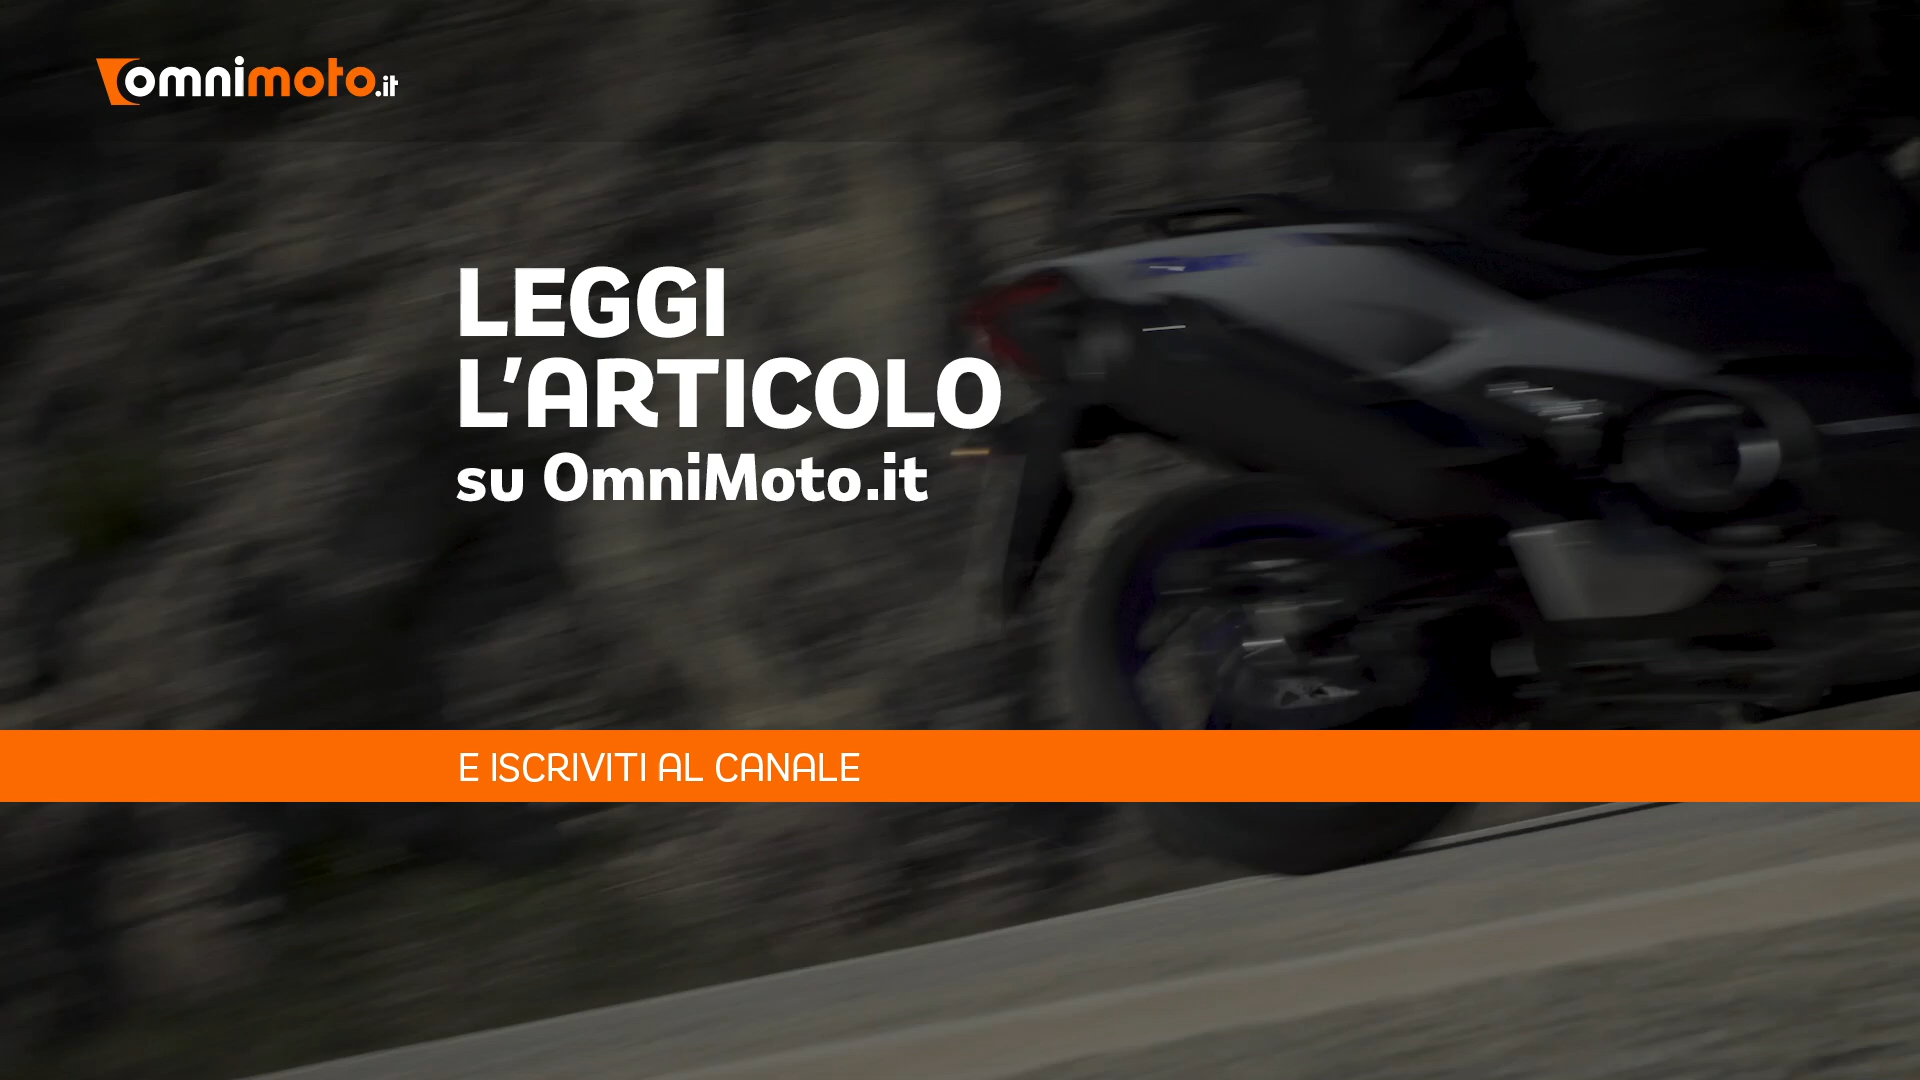 omnimoto.it
LEGGI
L'ARTICOLO
su OmniMoto.it
E ISCRIVITI AL CANALE